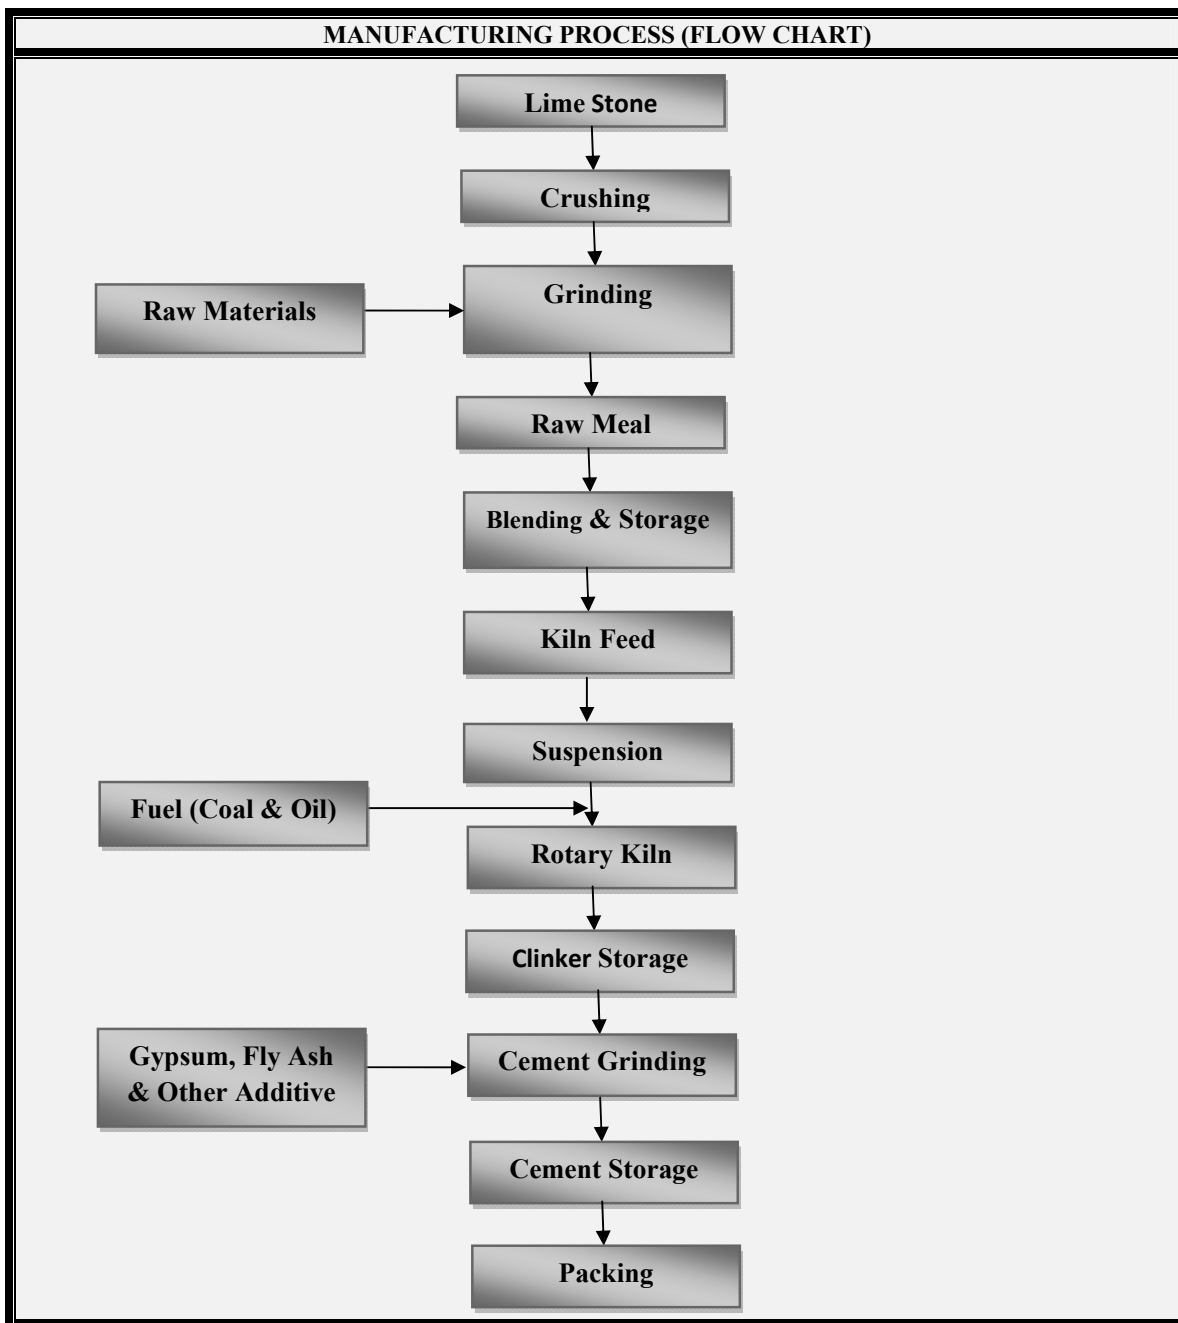 MANUFACTURING PROCESS (FLOW CHART)
Lime Stone
Crushing
Grinding
Raw Materials
Raw Meal
Blending & Storage
Kiln Feed
Suspension
Fuel (Coal & Oil)
Rotary Kiln
Clinker Storage
Gypsum, Fly Ash
& Other Additive
Cement Grinding
Cement Storage
Packing